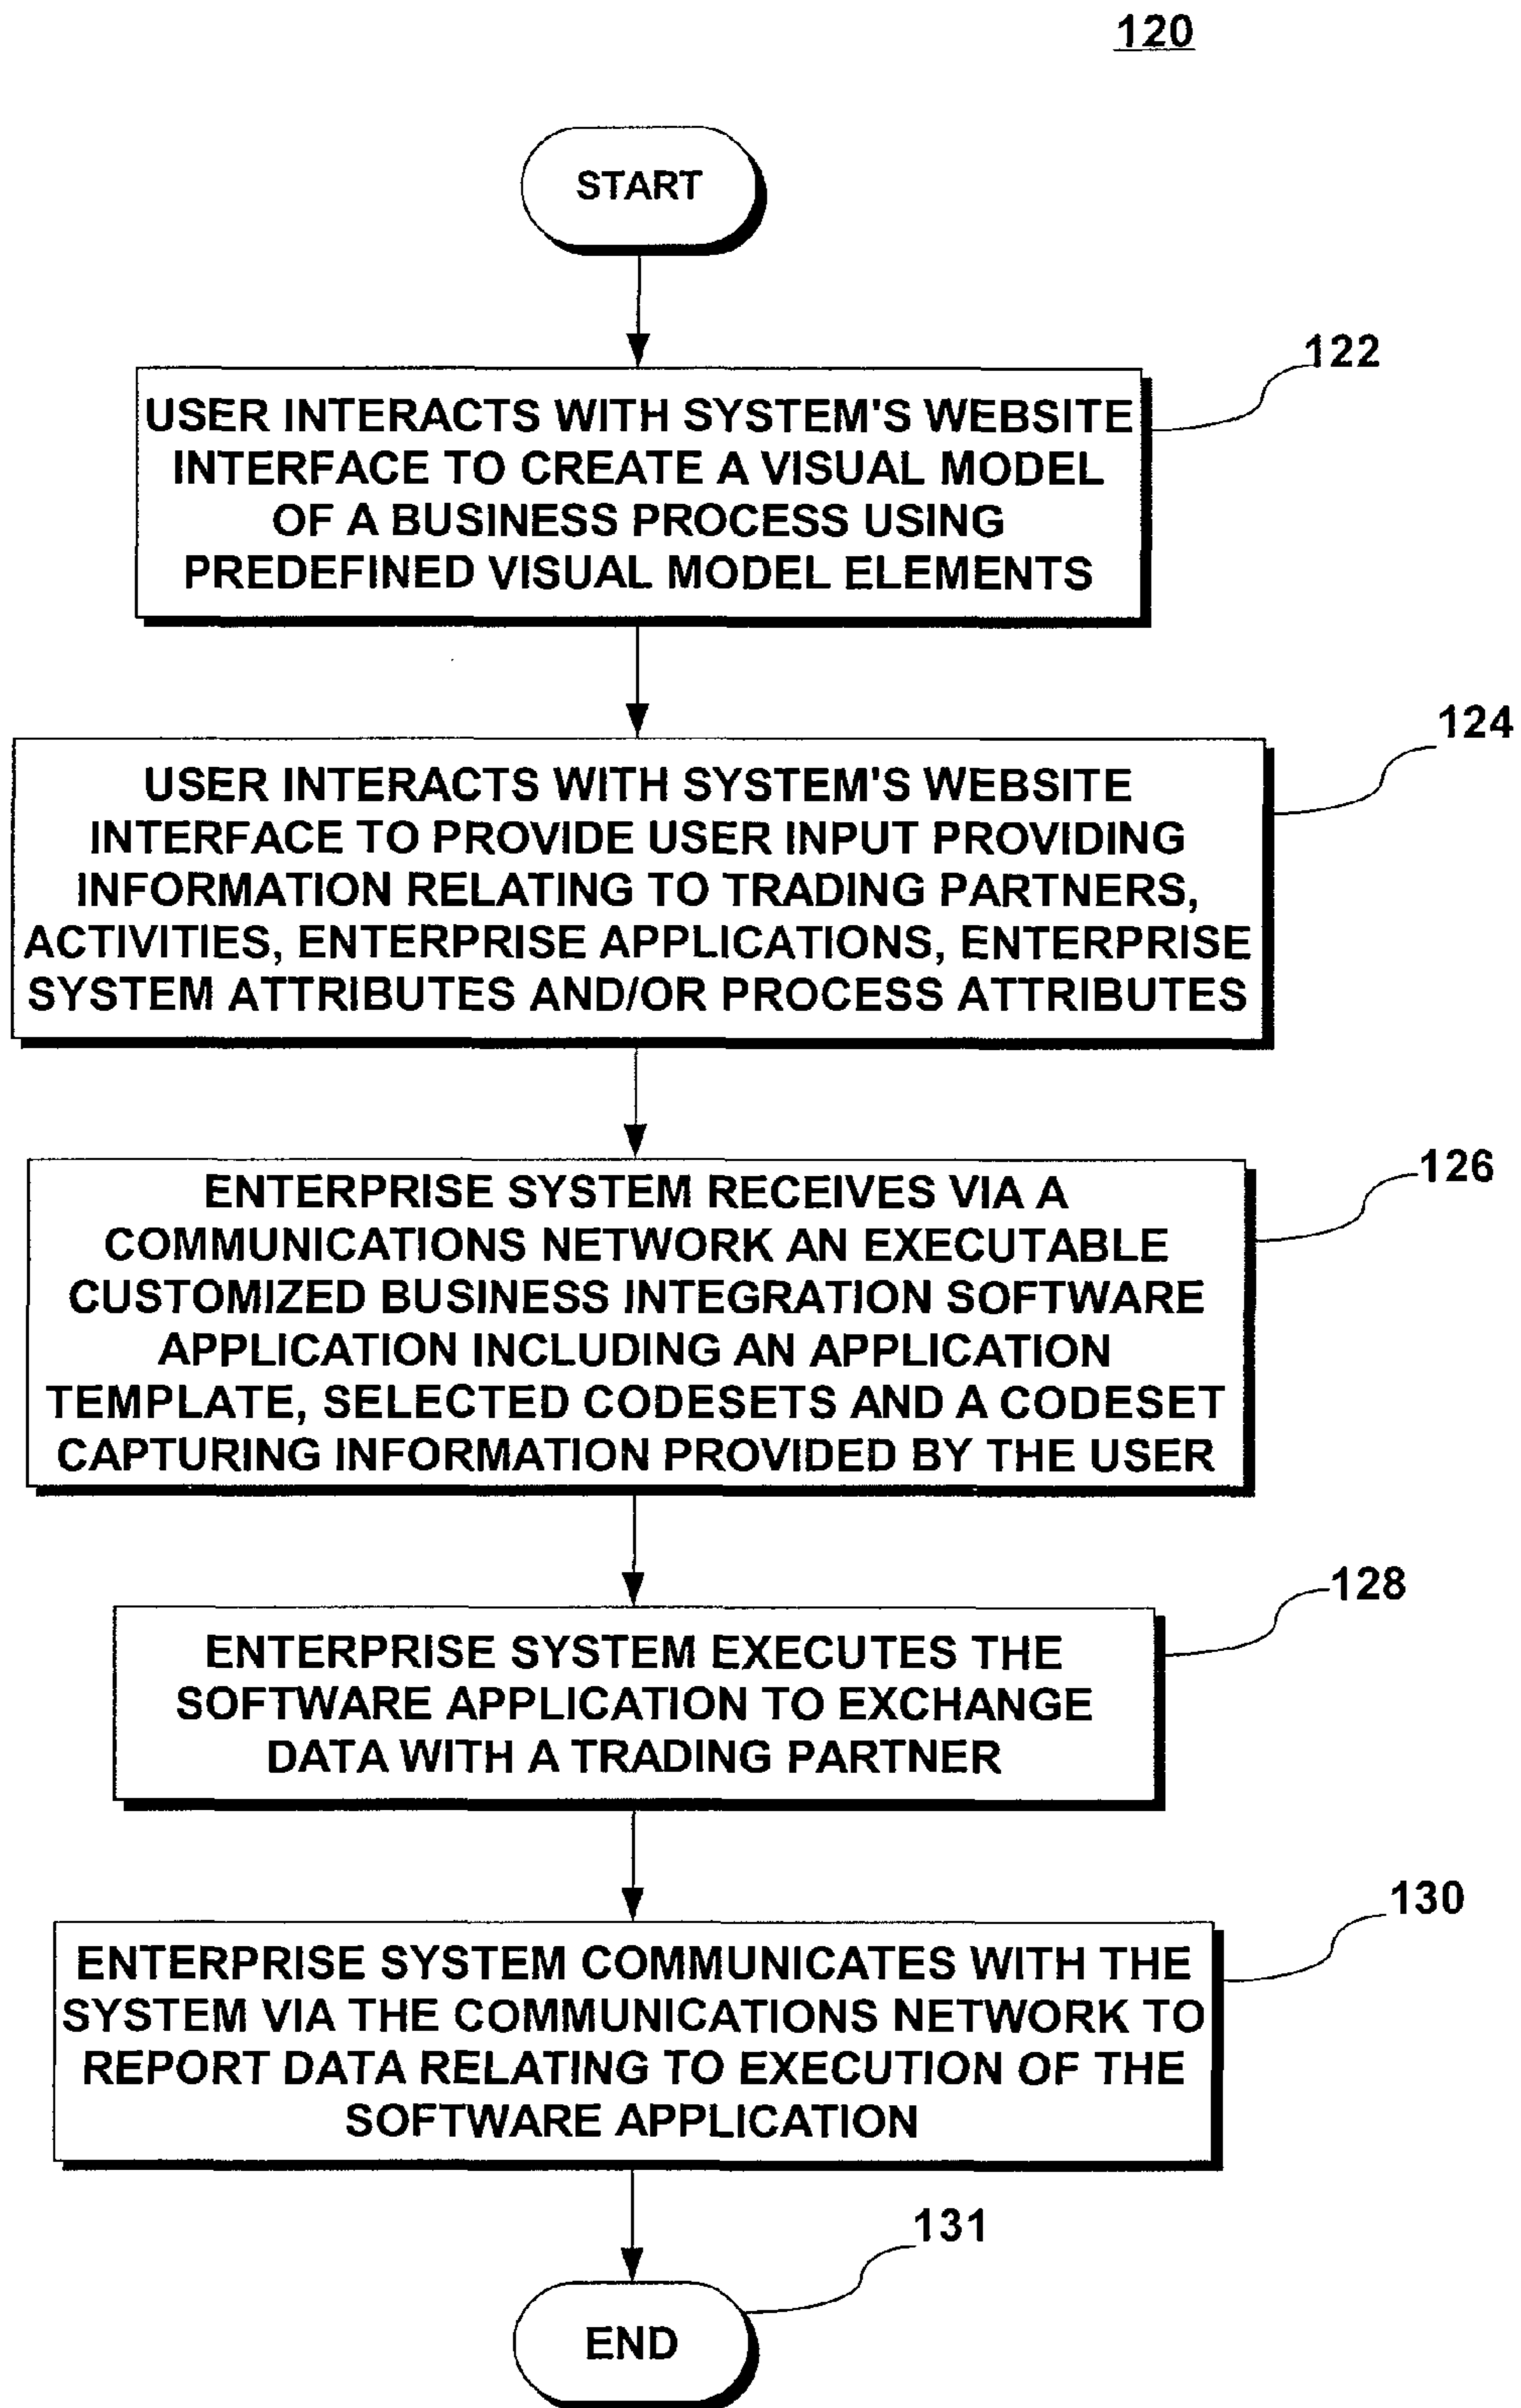 120
START
122
USER INTERACTS WITH SYSTEM'S WEBSITE
INTERFACE TO CREATE A VISUAL MODEL
OF A BUSINESS PROCESS USING
PREDEFINED VISUAL MODEL ELEMENTS
124
USER INTERACTS WITH SYSTEM'S WEBSITE
INTERFACE TO PROVIDE USER INPUT PROVIDING
INFORMATION RELATING TO TRADING PARTNERS,
ACTIVITIES, ENTERPRISE APPLICATIONS, ENTERPRISE
SYSTEM ATTRIBUTES AND/OR PROCESS ATTRIBUTES
126
ENTERPRISE SYSTEM RECEIVES VIA A
COMMUNICATIONS NETWORK AN EXECUTABLE
CUSTOMIZED BUSINESS INTEGRATION SOFTWARE
APPLICATION INCLUDING AN APPLICATION
TEMPLATE, SELECTED CODESETS AND A CODESET
CAPTURING INFORMATION PROVIDED BY THE USER
128
ENTERPRISE SYSTEM EXECUTES THE
SOFTWARE APPLICATION TO EXCHANGE
DATA WITH A TRADING PARTNER
130
ENTERPRISE SYSTEM COMMUNICATES WITH THE
SYSTEM VIA THE COMMUNICATIONS NETWORK TO
REPORT DATA RELATING TO EXECUTION OF THE
SOFTWARE APPLICATION
131
END